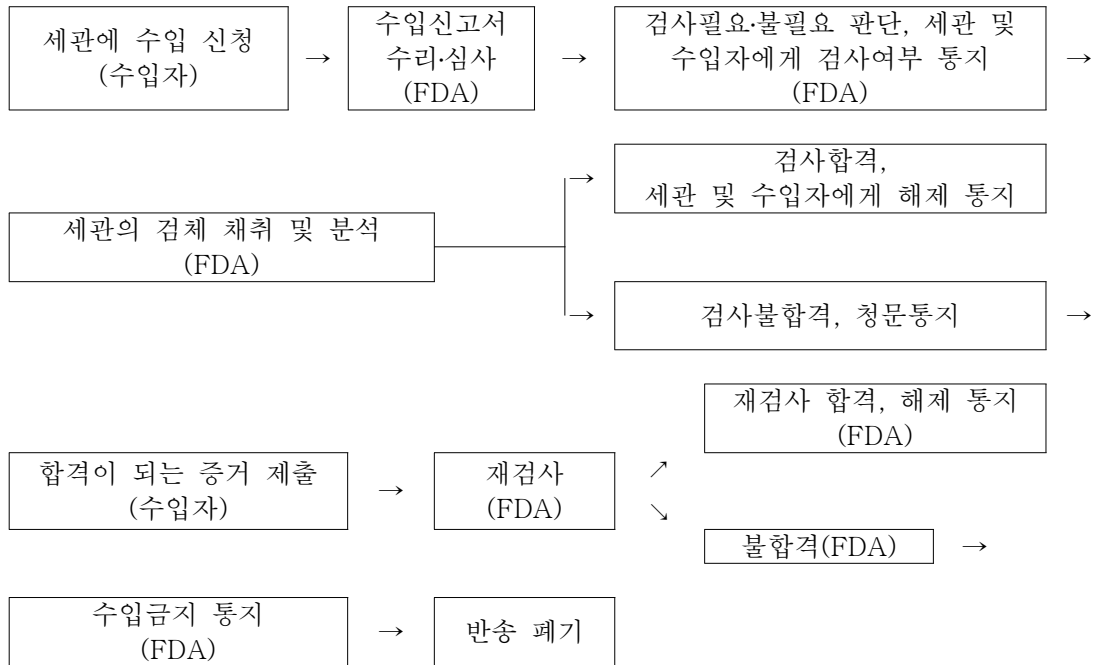 세관에 수입 신청
(수입자)
→
수입신고서
수리·심사
(FDA)
→
검사필요·불필요 판단, 세관 및
수입자에게 검사여부 통지
(FDA)
→
세관의 검체 채취 및 분석
(FDA)
→
검사합격,
세관 및 수입자에게 해제 통지
→
검사불합격, 청문통지
→
합격이 되는 증거 제출
(수입자)
→
재검사
(FDA)
↗
재검사 합격, 해제 통지
(FDA)
↘
불합격(FDA)
→
수입금지 통지
(FDA)
→
반송 폐기